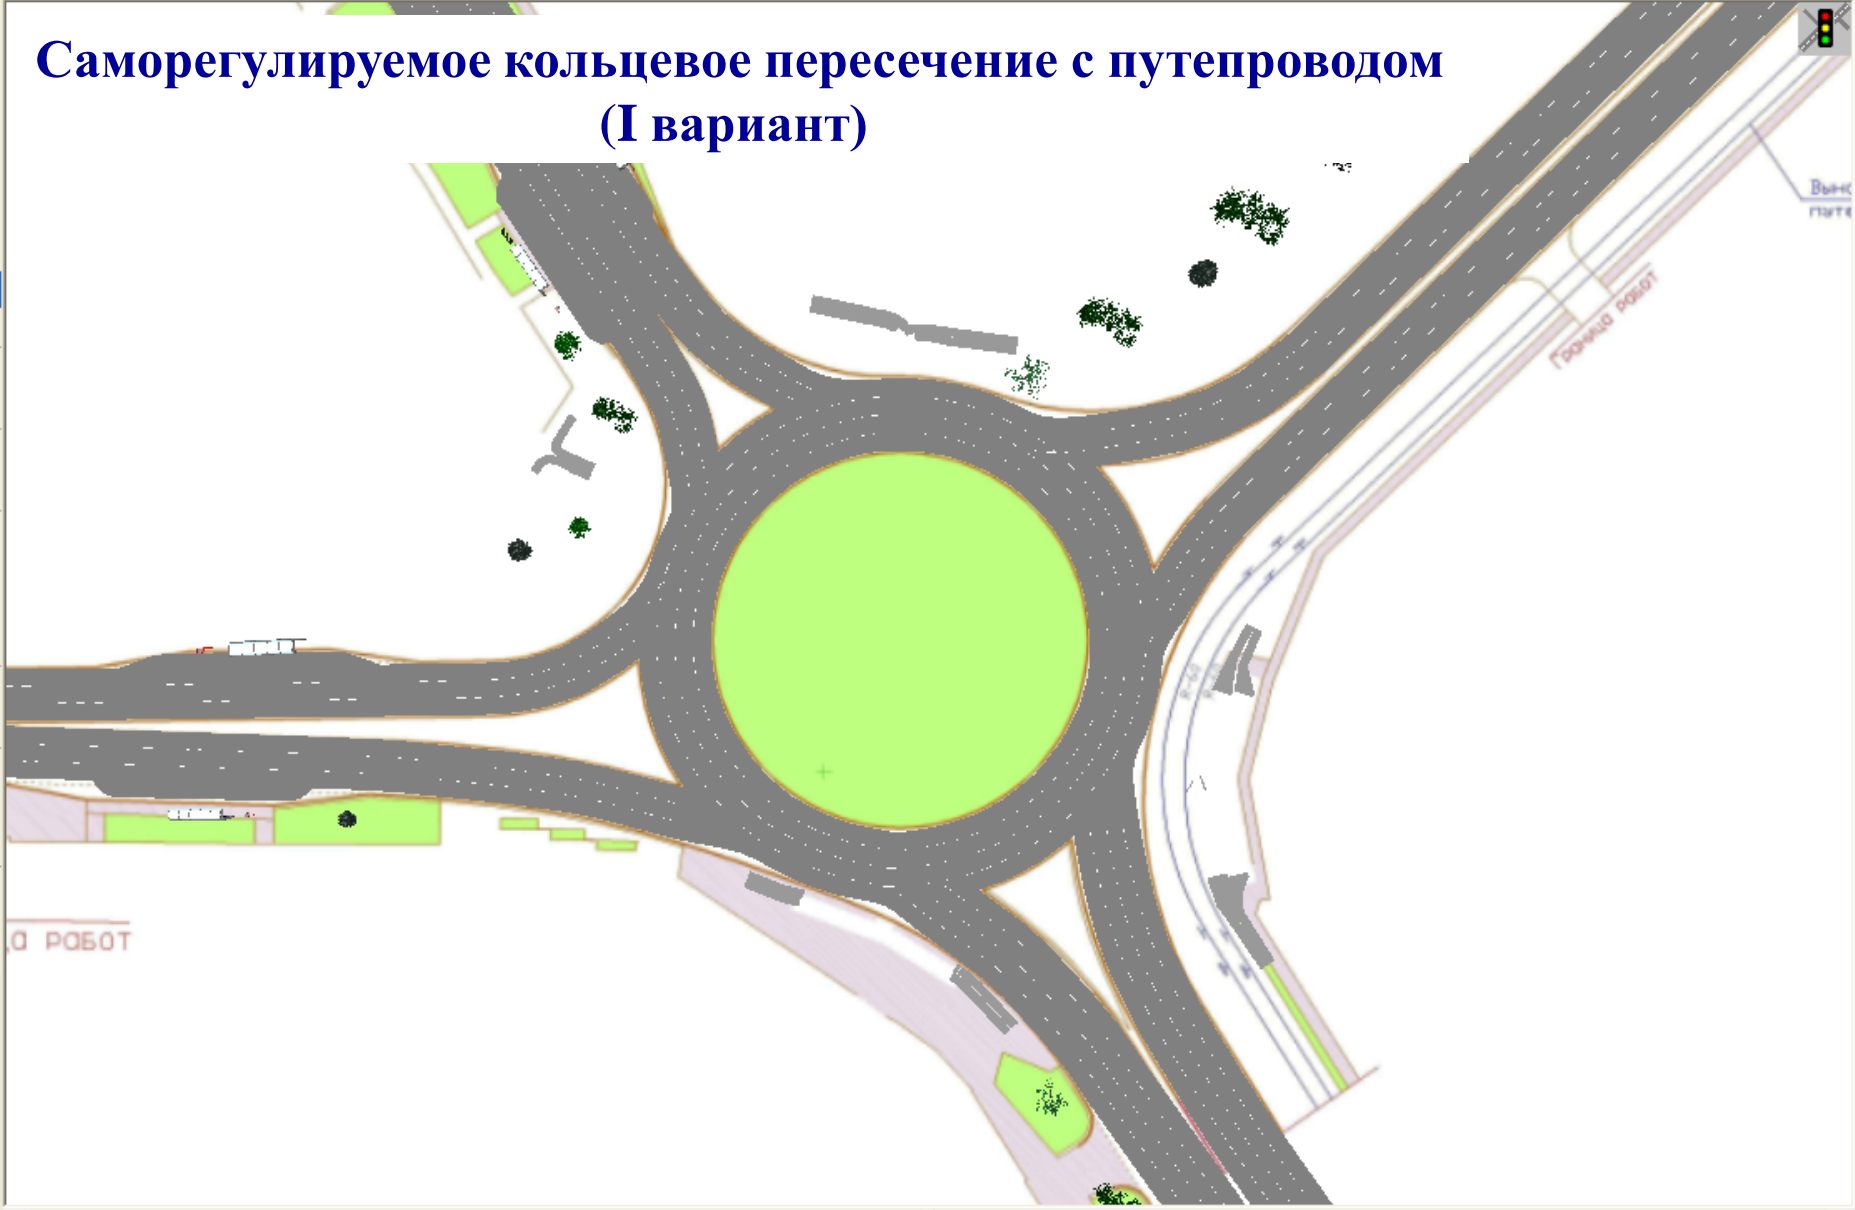 Саморегулируемое кольцевое пересечение с путепроводом
(I вариант)
Граница работ
работ